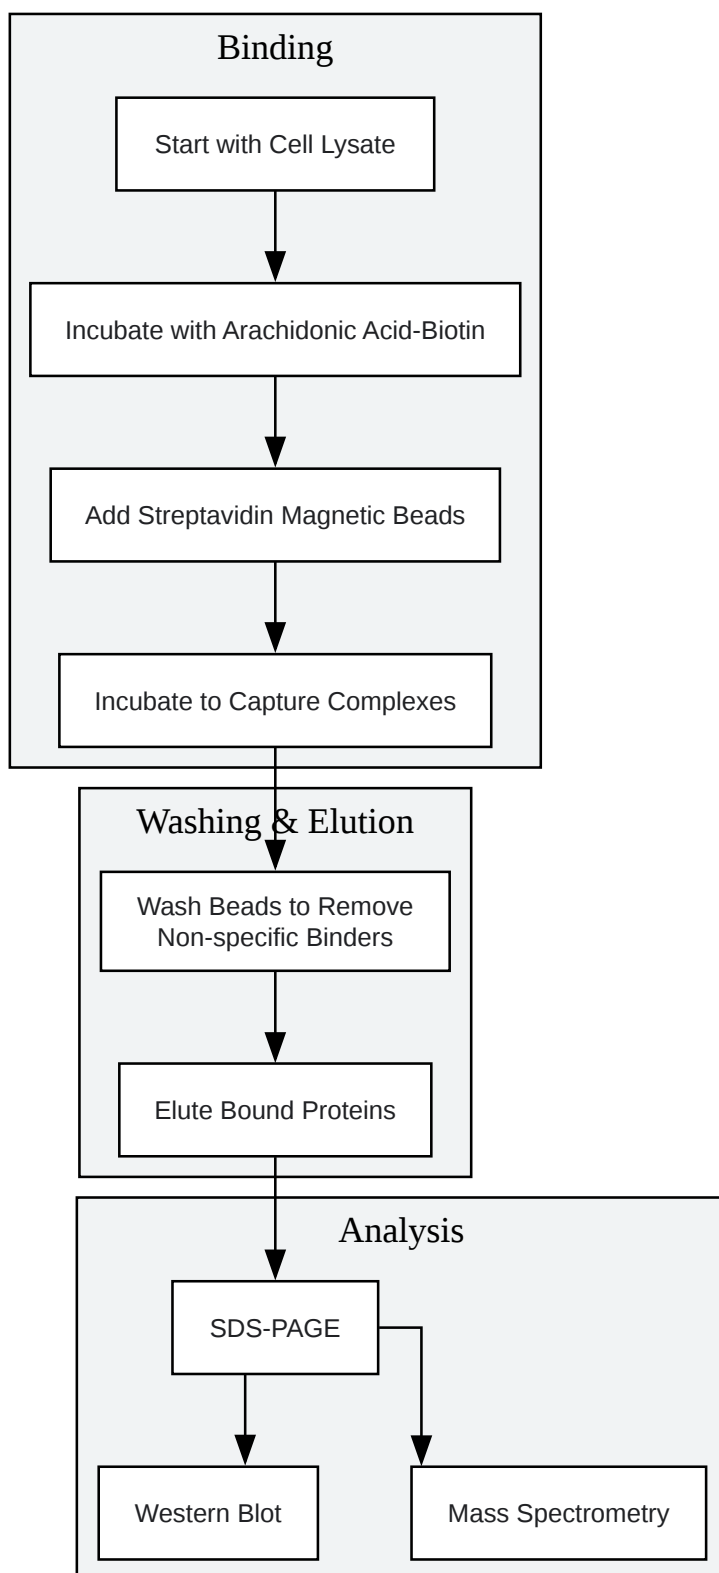 Binding
Start with Cell Lysate
Incubate with Arachidonic Acid-Biotin
Add Streptavidin Magnetic Beads
Incubate to Capture Complexes
Washing & Elution
Wash Beads to Remove
Non-specific Binders
Elute Bound Proteins
Analysis
SDS-PAGE
Western Blot
Mass Spectrometry